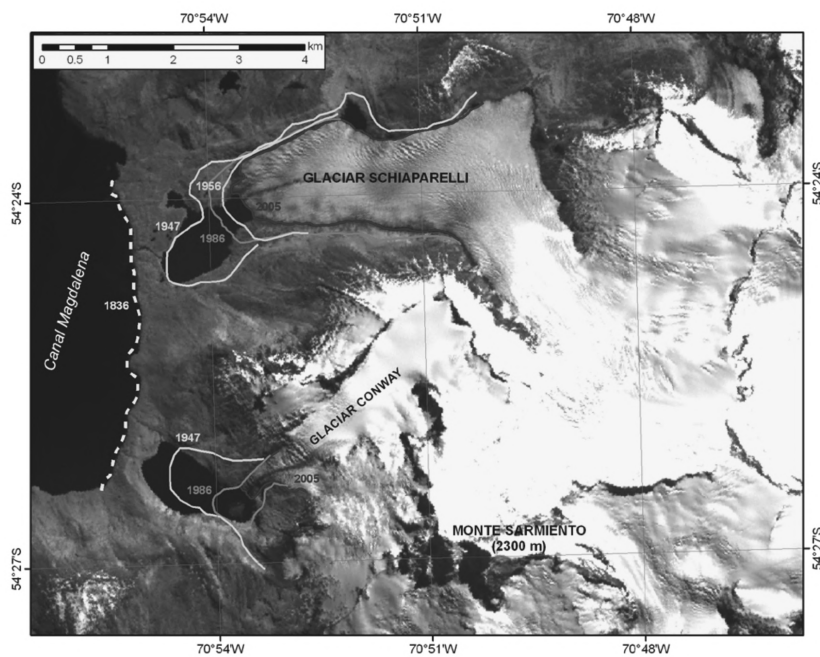 70°54'W 70°51'W 70°48'W
km
0 0.5 1 2 3 4
54°24'S 54°24'S
GLACIAR SCHIAPARELLI
1956
2005
1947
1986
Canal Magdalena
1836
GLACIAR CONWAY
1947
1986
2005
MONTE SARMIENTO
(2300 m)
54°27'S 54°27'S
70°54'W 70°51'W 70°48'W